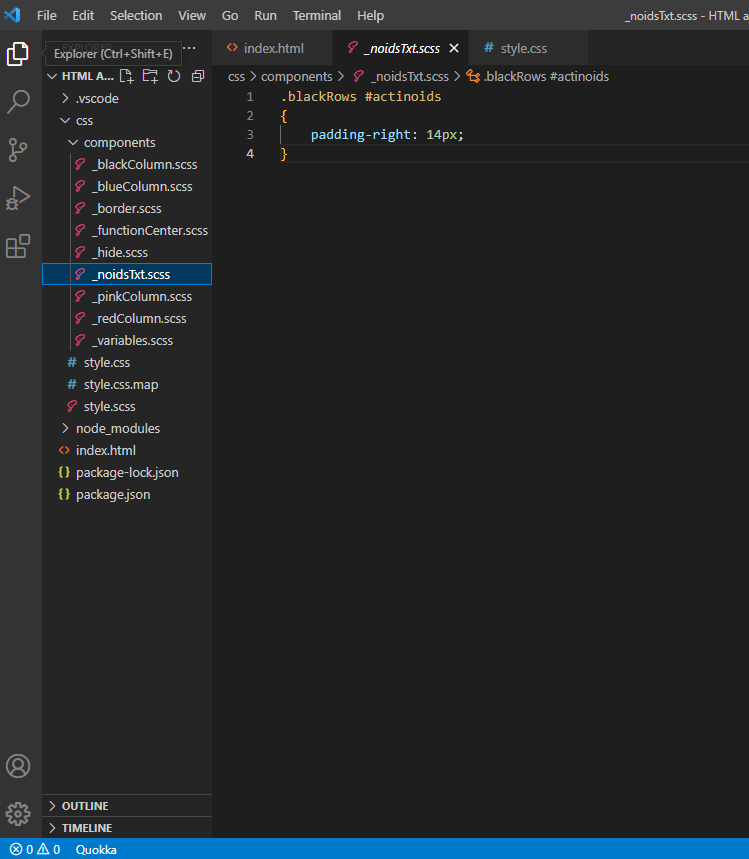 File Edit Selection View Go Run Terminal Help _noidsTxt.scss - HTML a
Explorer (Ctrl+Shift+E)
index.html _noidsTxt.scss style.css
HTML A...
css > components > _noidsTxt.scss > .blackRows #actinoids
.vscode
css
components
_blackColumn.scss
_blueColumn.scss
_border.scss
_functionCenter.scss
_hide.scss
_noidsTxt.scss
_pinkColumn.scss
_redColumn.scss
_variables.scss
# style.css
# style.css.map
style.scss
node_modules
<> index.html
{} package-lock.json
{} package.json
1 .blackRows #actinoids
2 {
3 padding-right: 14px;
4 }
OUTLINE
TIMELINE
0 0 Quokka